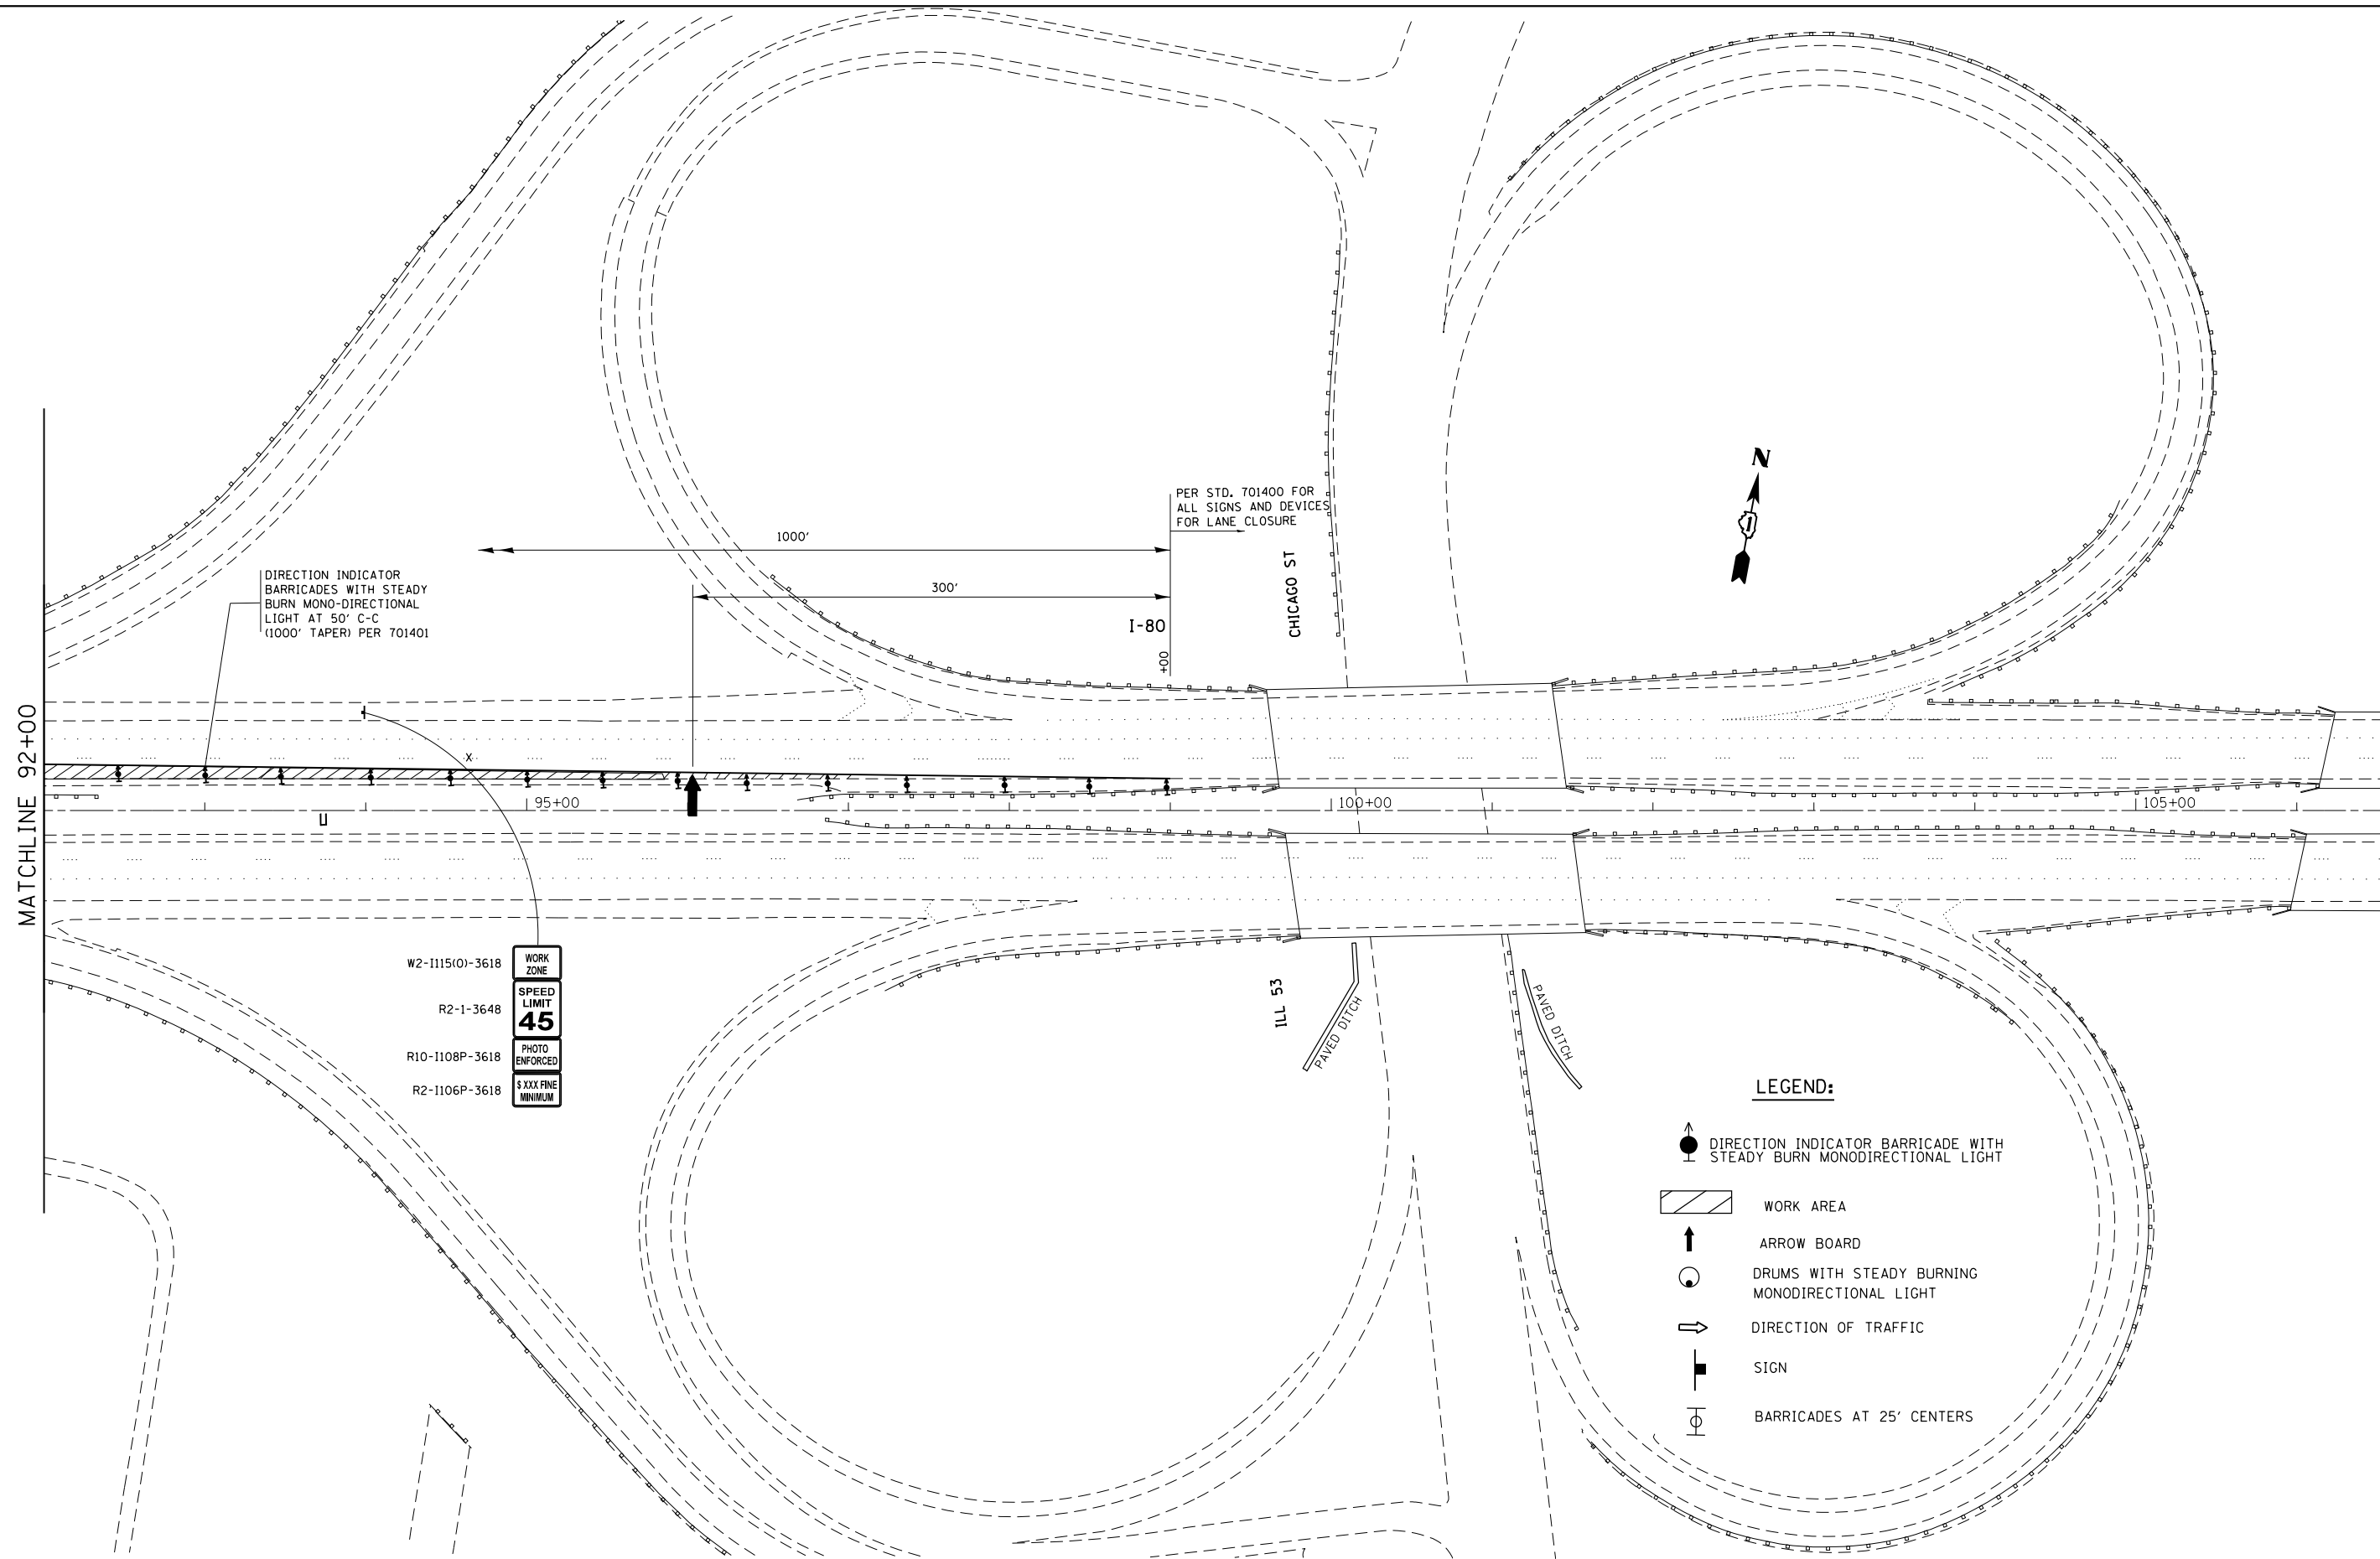 N
PER STD. 701400 FOR
ALL SIGNS AND DEVICES
FOR LANE CLOSURE
1000'
CHICAGO ST
DIRECTION INDICATOR
BARRICADES WITH STEADY
BURN MONO-DIRECTIONAL
LIGHT AT 50' C-C
(1000' TAPER) PER 701401
300'
I-80
+00
MATCHLINE 92+00
X
95+00
100+00
105+00
W2-I115(O)-3618
WORK
ZONE
R2-1-3648
SPEED
LIMIT
45
R10-I108P-3618
PHOTO
ENFORCED
R2-I106P-3618
$ XXX FINE
MINIMUM
ILL 53
PAVED DITCH
PAVED DITCH
LEGEND:
DIRECTION INDICATOR BARRICADE WITH
STEADY BURN MONODIRECTIONAL LIGHT
WORK AREA
ARROW BOARD
DRUMS WITH STEADY BURNING
MONODIRECTIONAL LIGHT
DIRECTION OF TRAFFIC
SIGN
BARRICADES AT 25' CENTERS